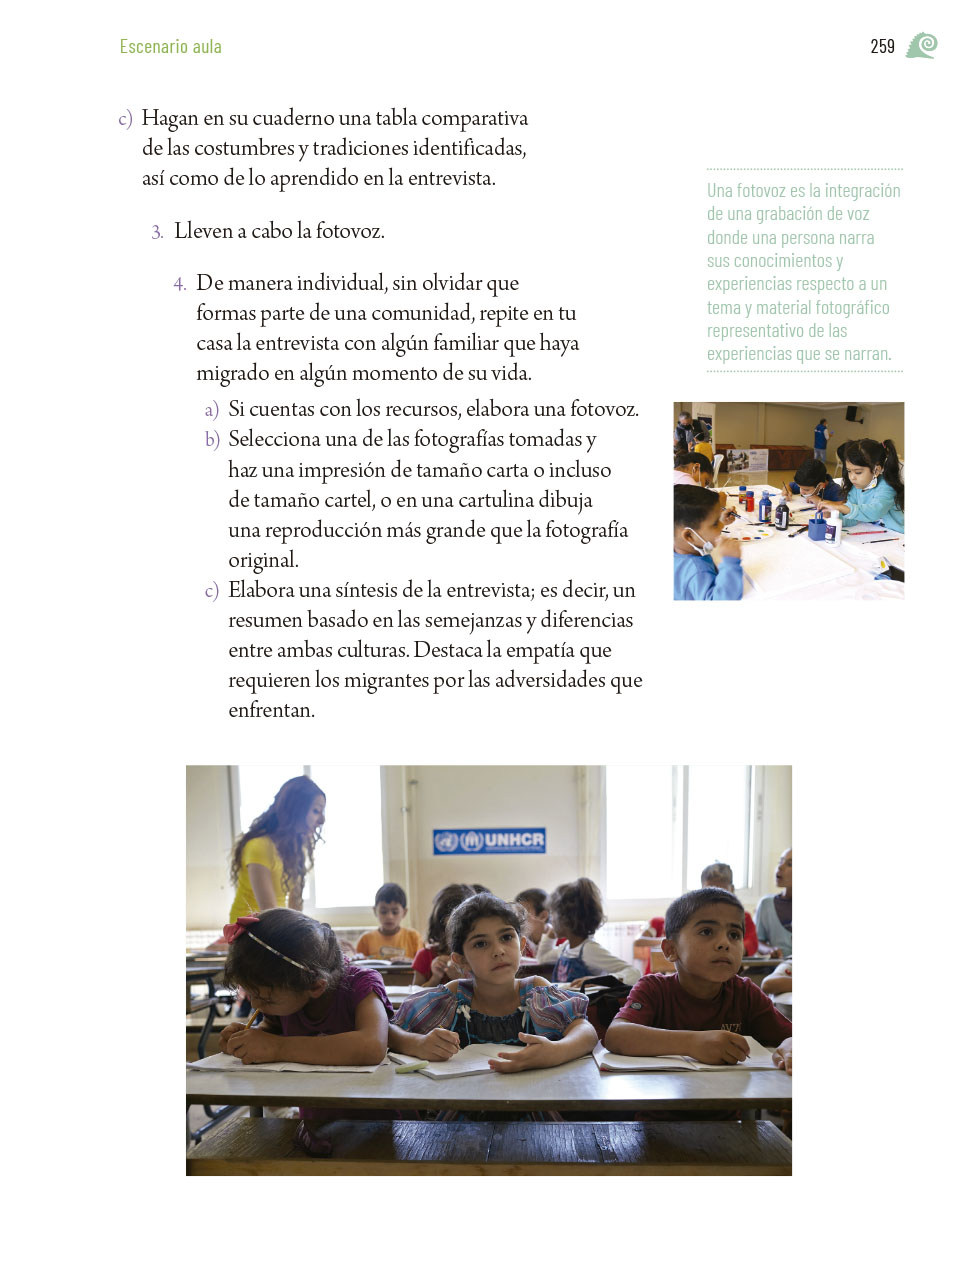 Escenario aula
259
c) Hagan en su cuaderno una tabla comparativa
de las costumbres y tradiciones identificadas,
así como de lo aprendido en la entrevista.
3. Lleven a cabo la fotovoz.
4. De manera individual, sin olvidar que
formas parte de una comunidad, repite en tu
casa la entrevista con algún familiar que haya
migrado en algún momento de su vida.
a) Si cuentas con los recursos, elabora una fotovoz.
b) Selecciona una de las fotografías tomadas y
haz una impresión de tamaño carta o incluso
de tamaño cartel, o en una cartulina dibuja
una reproducción más grande que la fotografía
original.
c) Elabora una síntesis de la entrevista; es decir, un
resumen basado en las semejanzas y diferencias
entre ambas culturas. Destaca la empatía que
requieren los migrantes por las adversidades que
enfrentan.
Una fotovoz es la integración
de una grabación de voz
donde una persona narra
sus conocimientos y
experiencias respecto a un
tema y material fotográfico
representativo de las
experiencias que se narran.
UNHCR